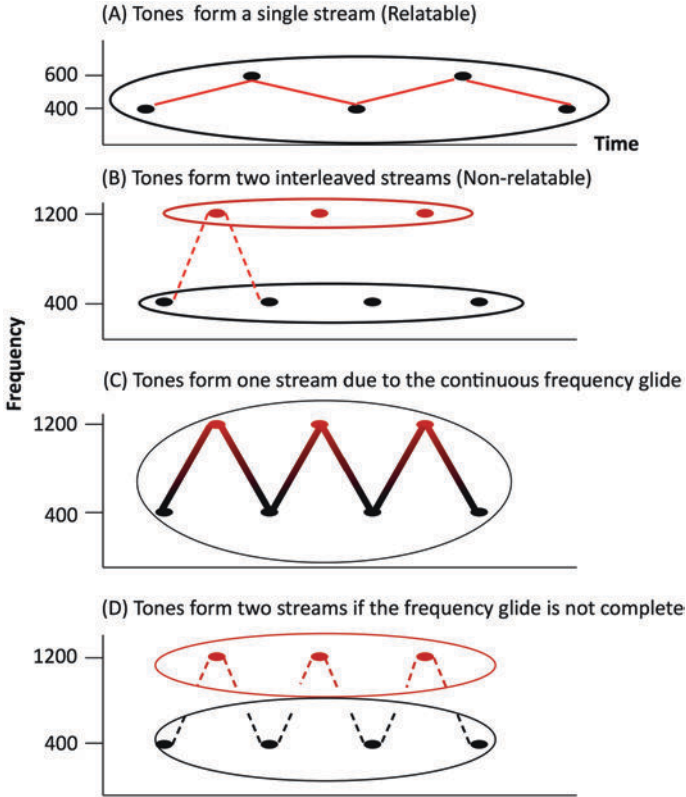 (A) Tones form a single stream (Relatable)
600
400
Time
(B) Tones form two interleaved streams (Non-relatable)
1200
400
Frequency
(C) Tones form one stream due to the continuous frequency glide
1200
400
(D) Tones form two streams if the frequency glide is not complete
1200
400